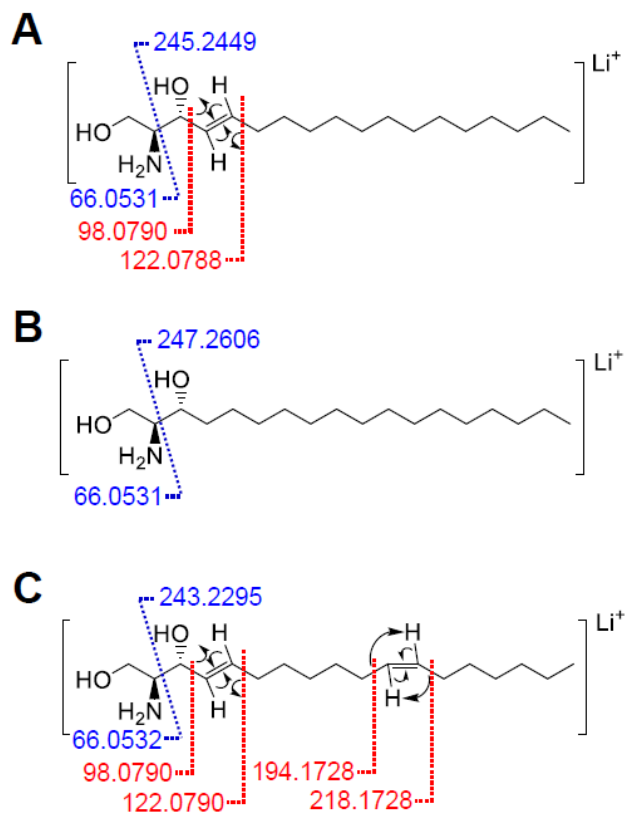 A
245.2449
Li+
HO H
HO
H2N H
66.0531
98.0790
122.0788
B
247.2606
Li+
HO
HO
H2N
66.0531
C
243.2295
Li+
HO H H
HO
H2N H H
66.0532
98.0790 194.1728
122.0790 218.1728